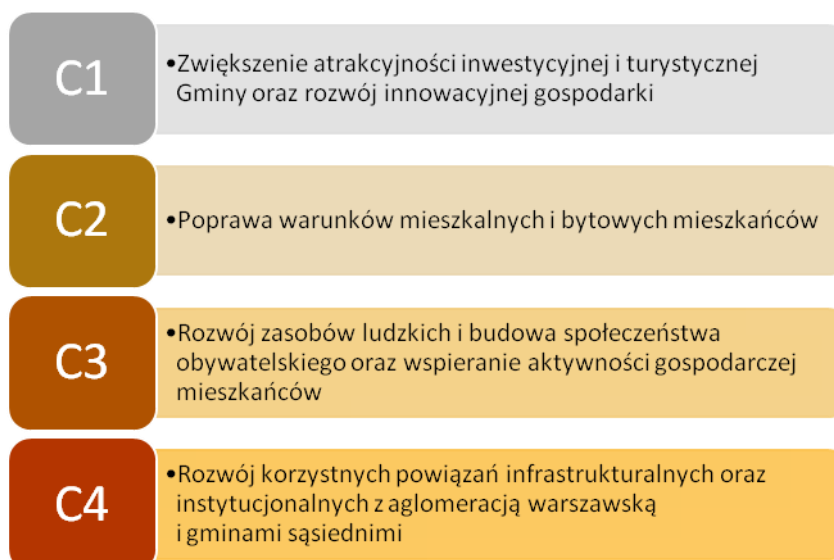 C1
•Zwiększenie atrakcyjności inwestycyjnej i turystycznej
Gminy oraz rozwój innowacyjnej gospodarki
C2
•Poprawa warunków mieszkalnych i bytowych mieszkańców
C3
•Rozwój zasobów ludzkich i budowa społeczeństwa
obywatelskiego oraz wspieranie aktywności gospodarczej
mieszkańców
C4
•Rozwój korzystnych powiązań infrastrukturalnych oraz
instytucjonalnych z aglomeracją warszawską
i gminami sąsiednimi